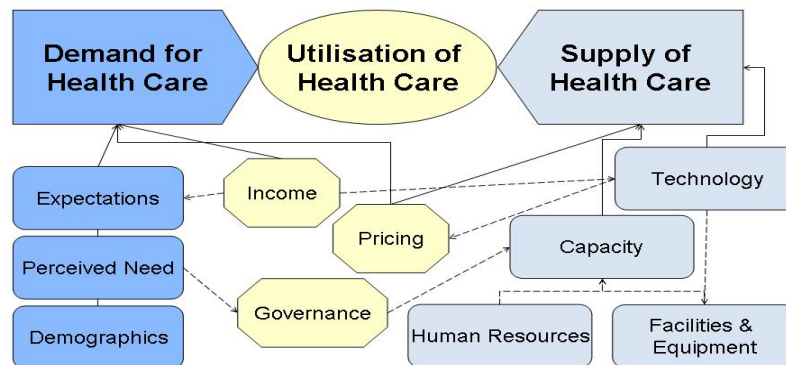 Demand for
Health Care
Utilisation of
Health Care
Supply of
Health Care
Expectations
Income
Technology
Pricing
Perceived Need
Capacity
Governance
Demographics
Human Resources
Facilities &
Equipment